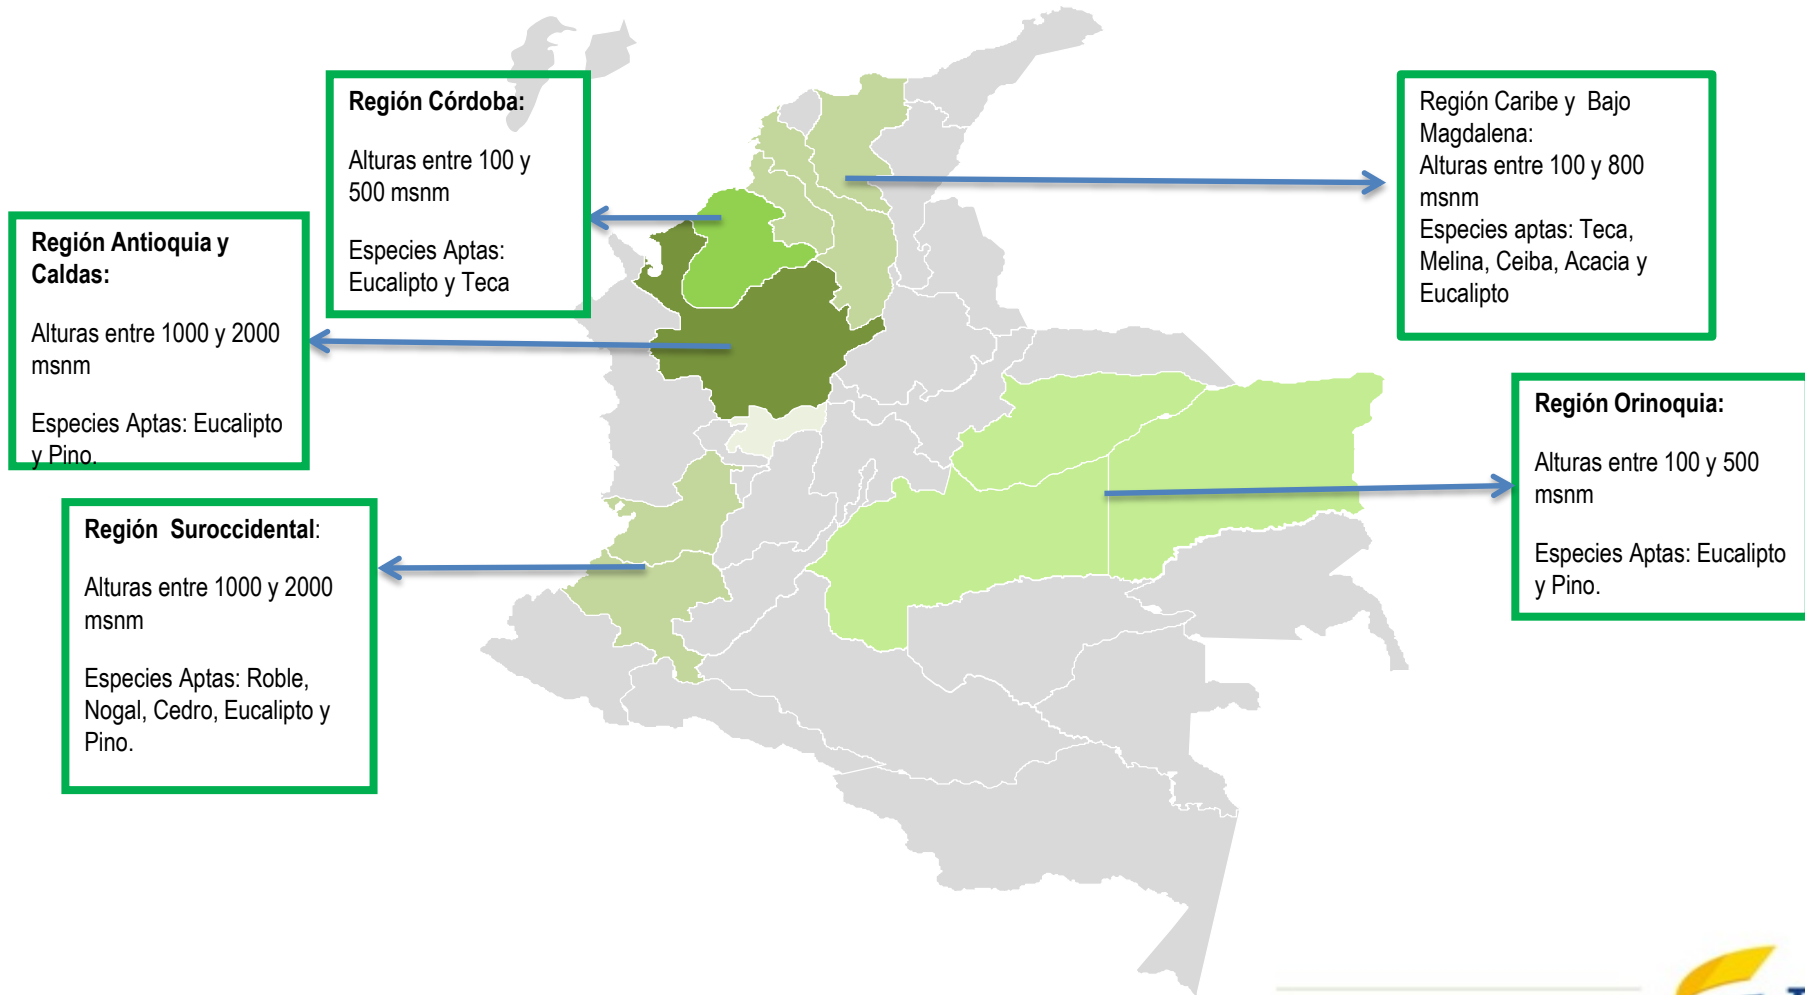 Región Córdoba:
Alturas entre 100 y
500 msnm
Especies Aptas:
Eucalipto y Teca
Región Caribe y Bajo
Magdalena:
Alturas entre 100 y 800
msnm
Especies aptas: Teca,
Melina, Ceiba, Acacia y
Eucalipto
Región Antioquia y
Caldas:
Alturas entre 1000 y 2000
msnm
Especies Aptas: Eucalipto
y Pino.
Región Orinoquia:
Alturas entre 100 y 500
msnm
Especies Aptas: Eucalipto
y Pino.
Región Suroccidental:
Alturas entre 1000 y 2000
msnm
Especies Aptas: Roble,
Nogal, Cedro, Eucalipto y
Pino.